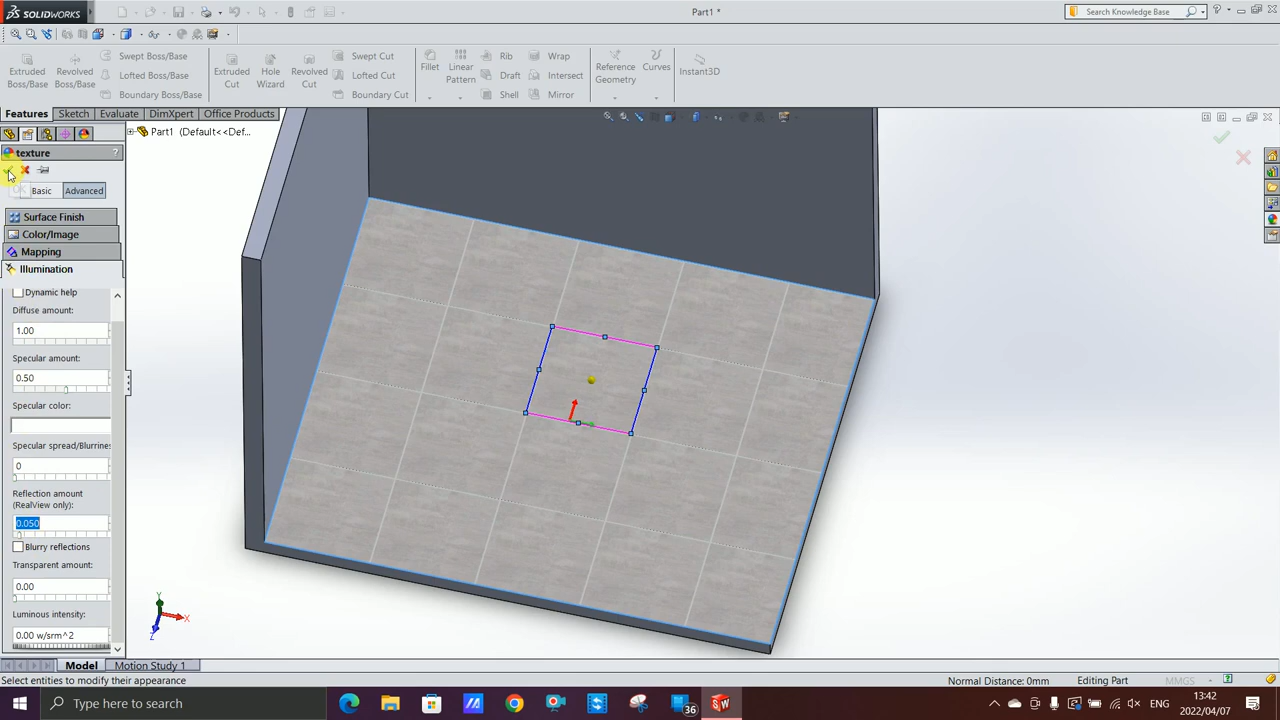 SOLIDWORKS
Part1 *
Search Knowledge Base
Extruded Boss/Base
Revolved Boss/Base
Swept Boss/Base
Lofted Boss/Base
Boundary Boss/Base
Extruded Cut
Hole Wizard
Revolved Cut
Swept Cut
Lofted Cut
Boundary Cut
Fillet
Linear Pattern
Rib
Draft
Shell
Wrap
Intersect
Mirror
Reference Geometry
Curves
Instant3D
Features Sketch Evaluate DimXpert Office Products
Part1 (Default<<Def...
texture ?
OK Basic Advanced
Surface Finish
Color/Image
Mapping
Illumination
Dynamic help
Diffuse amount:
1.00
Specular amount:
0.50
Specular color:
Specular spread/Blurrines
0
Reflection amount
(RealView only):
0.050
Blurry reflections
Transparent amount:
0.00
Luminous intensity:
0.00 w/srm^2
Y
X
Z
Model Motion Study 1
Select entities to modify their appearance Normal Distance: 0mm Editing Part MMGS
Type here to search
36
ENG
13:42
2022/04/07